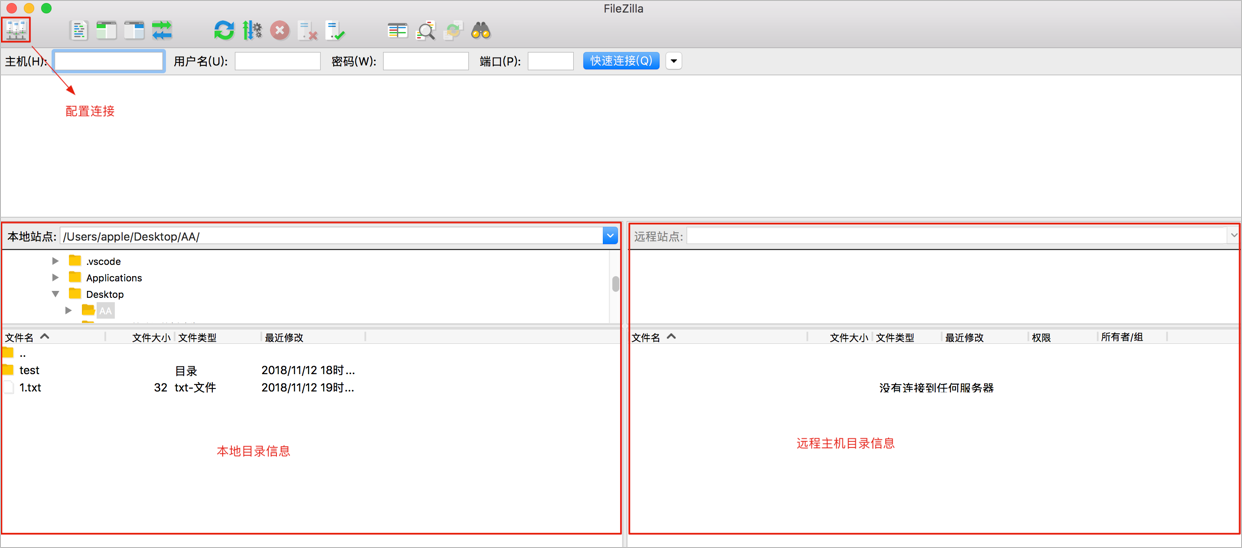 FileZilla
主机(H): 用户名(U): 密码(W): 端口(P): 快速连接(Q)
配置连接
本地站点: /Users/apple/Desktop/AA/
.vscode
Applications
Desktop
AA
文件名 文件大小 文件类型 最近修改
..
test 目录 2018/11/12 18时...
1.txt 32 txt-文件 2018/11/12 19时...
本地目录信息
远程站点:
文件名 文件大小 文件类型 最近修改 权限 所有者/组
没有连接到任何服务器
远程主机目录信息